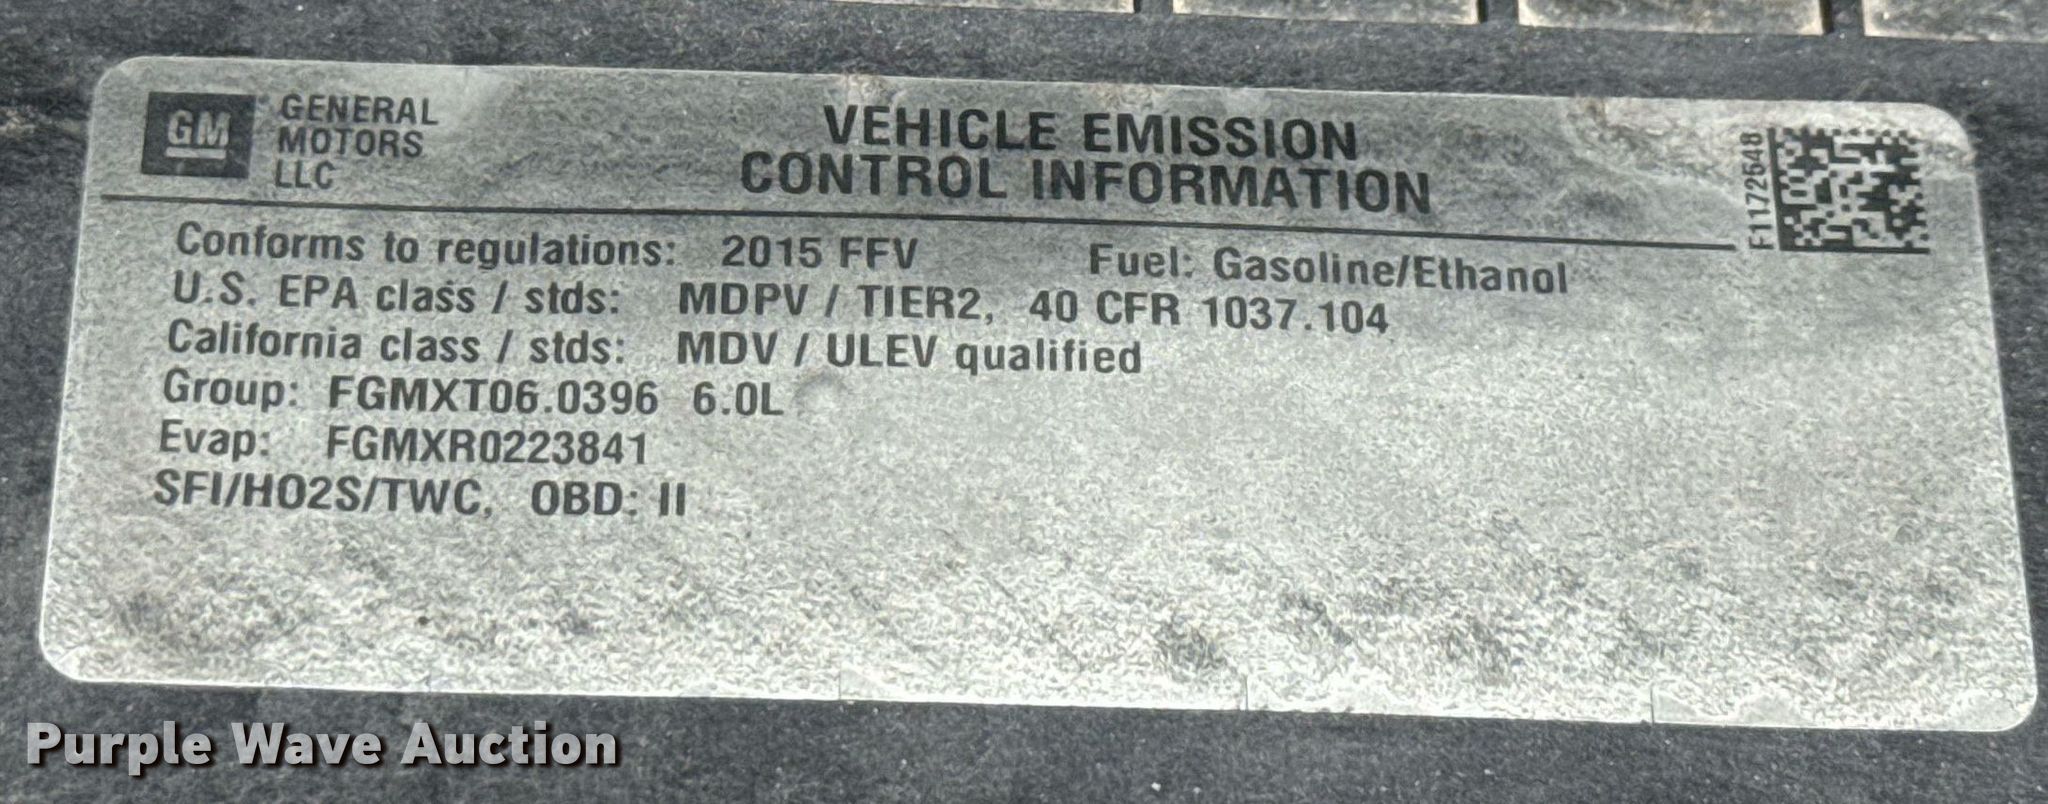 GM
GENERAL
MOTORS
LLC
VEHICLE EMISSION
CONTROL INFORMATION
F1172548
Conforms to regulations: 2015 FFV Fuel: Gasoline/Ethanol
U.S. EPA class / stds: MDPV / TIER2, 40 CFR 1037.104
California class / stds: MDV / ULEV qualified
Group: FGMXT06.0396 6.0L
Evap: FGMXR0223841
SFI/HO2S/TWC, OBD: II
Purple Wave Auction